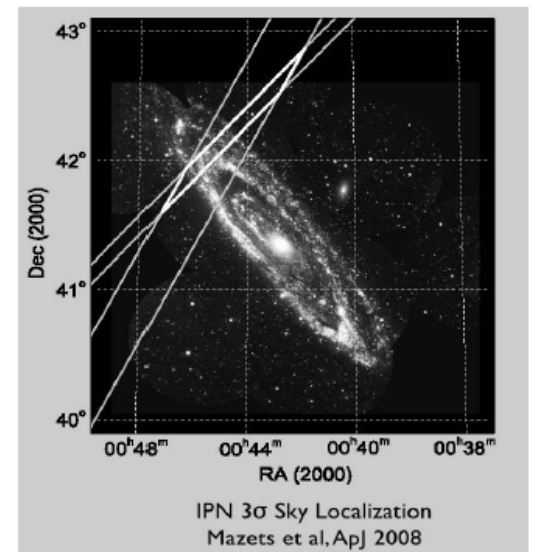 43°
42°
41°
40°
Dec (2000)
00ʰ48ᵐ
00ʰ44ᵐ
00ʰ40ᵐ
00ʰ38ᵐ
RA (2000)
IPN 3σ Sky Localization
Mazets et al, ApJ 2008